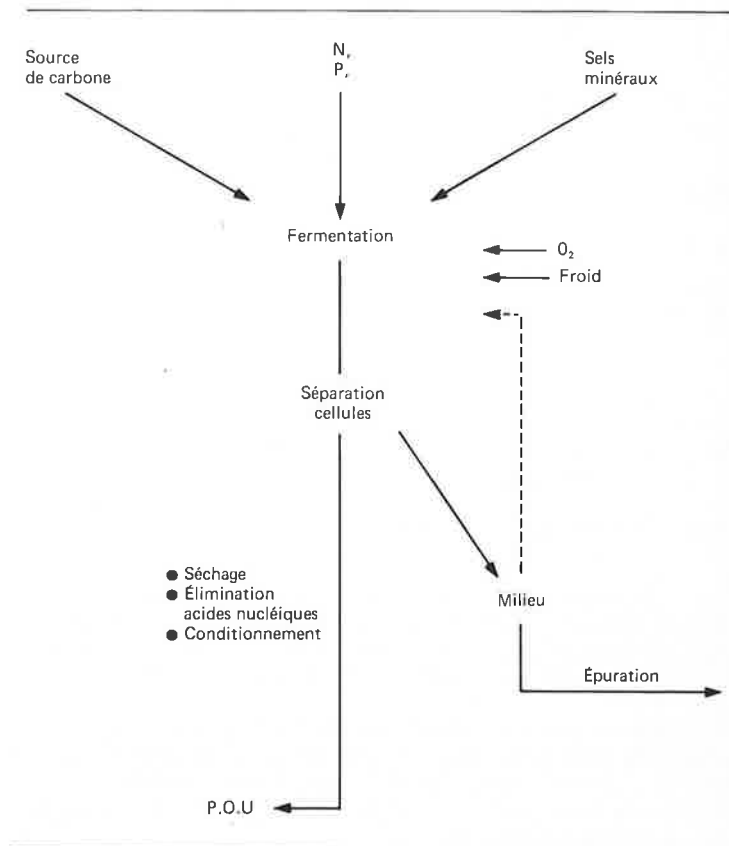 Source
de carbone
N,
P,
Sels
minéraux
Fermentation
O₂
Froid
Séparation
cellules
● Séchage
● Élimination
acides nucléiques
● Conditionnement
Milieu
Épuration
P.O.U